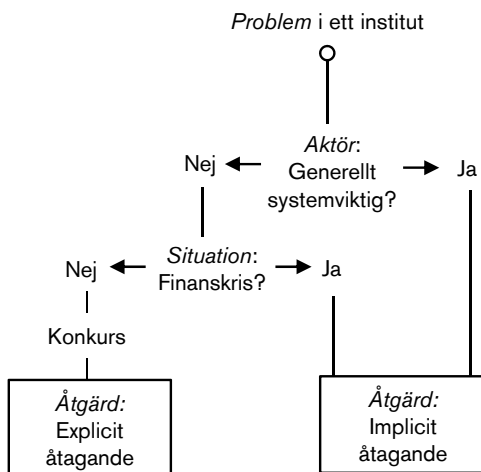 Problem i ett institut
Aktör:
Nej
Generellt
Ja
systemviktig?
Situation:
Nej
Finanskris?
Ja
Konkurs
Åtgärd:
Explicit
åtagande
Åtgärd:
Implicit
åtagande